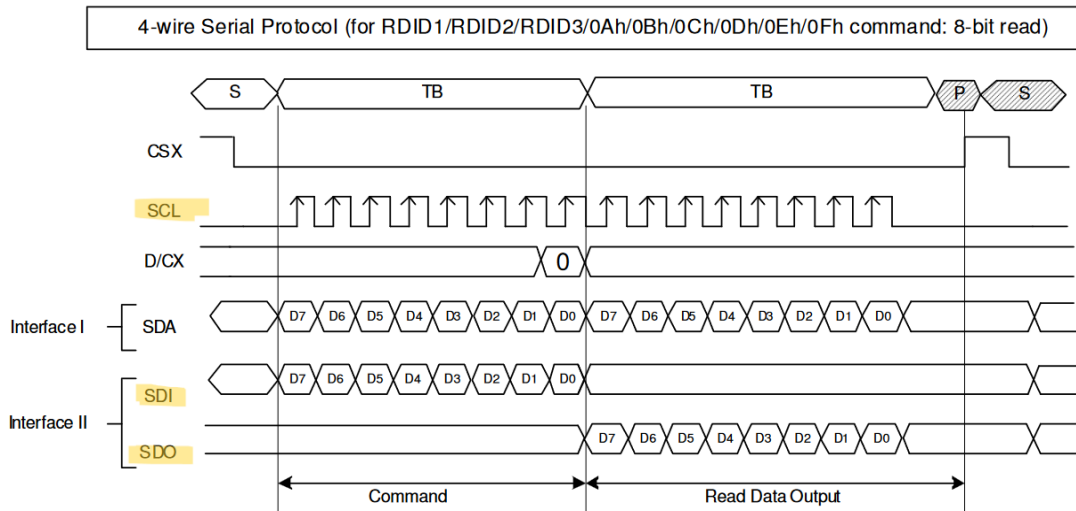 4-wire Serial Protocol (for RDID1/RDID2/RDID3/0Ah/0Bh/0Ch/0Dh/0Eh/0Fh command: 8-bit read)
S TB TB P S
CSX
SCL
D/CX 0
Interface I SDA D7 D6 D5 D4 D3 D2 D1 D0 D7 D6 D5 D4 D3 D2 D1 D0
SDI D7 D6 D5 D4 D3 D2 D1 D0
Interface II
SDO D7 D6 D5 D4 D3 D2 D1 D0
Command Read Data Output